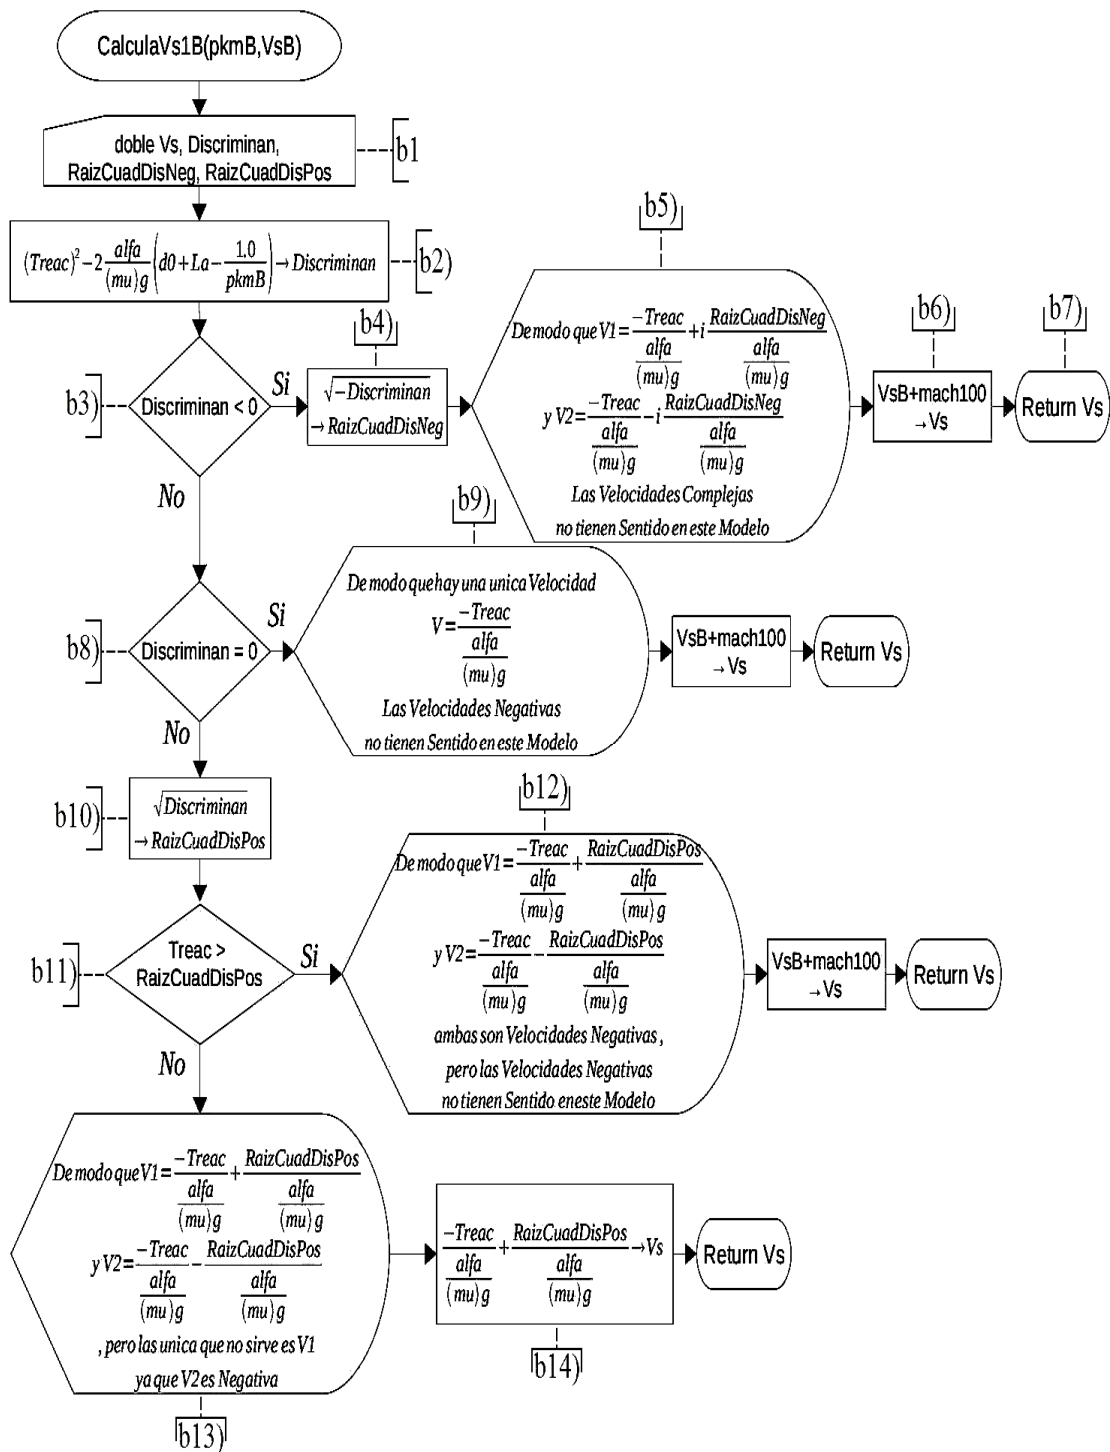 CalculaVs1B(pkmB,VsB)
doble Vs, Discriminan,
RaizCuadDisNeg, RaizCuadDisPos
b1
(Treac)² − 2 alfa/(mu)g (d0 + La − 1.0/pkmB) → Discriminan
b2)
Discriminan < 0
b3)
Si
No
√−Discriminan
→ RaizCuadDisNeg
b4)
b5)
De modo que V1 = −Treac/(alfa/(mu)g) + i RaizCuadDisNeg/(alfa/(mu)g)
y V2 = −Treac/(alfa/(mu)g) − i RaizCuadDisNeg/(alfa/(mu)g)
Las Velocidades Complejas
no tienen Sentido en este Modelo
b6)
VsB+mach100
→Vs
b7)
Return Vs
Discriminan = 0
b8)
Si
No
b9)
De modo que hay una unica Velocidad
V = −Treac/(alfa/(mu)g)
Las Velocidades Negativas
no tienen Sentido en este Modelo
VsB+mach100
→Vs
Return Vs
b10)
√Discriminan
→ RaizCuadDisPos
b11)
Treac >
RaizCuadDisPos
Si
No
b12)
De modo que V1 = −Treac/(alfa/(mu)g) + RaizCuadDisPos/(alfa/(mu)g)
y V2 = −Treac/(alfa/(mu)g) − RaizCuadDisPos/(alfa/(mu)g)
ambas son Velocidades Negativas,
pero las Velocidades Negativas
no tienen Sentido en este Modelo
VsB+mach100
→Vs
Return Vs
De modo que V1 = −Treac/(alfa/(mu)g) + RaizCuadDisPos/(alfa/(mu)g)
y V2 = −Treac/(alfa/(mu)g) − RaizCuadDisPos/(alfa/(mu)g)
, pero las unica que no sirve es V1
ya que V2 es Negativa
b13)
−Treac/(alfa/(mu)g) + RaizCuadDisPos/(alfa/(mu)g) → Vs
b14)
Return Vs